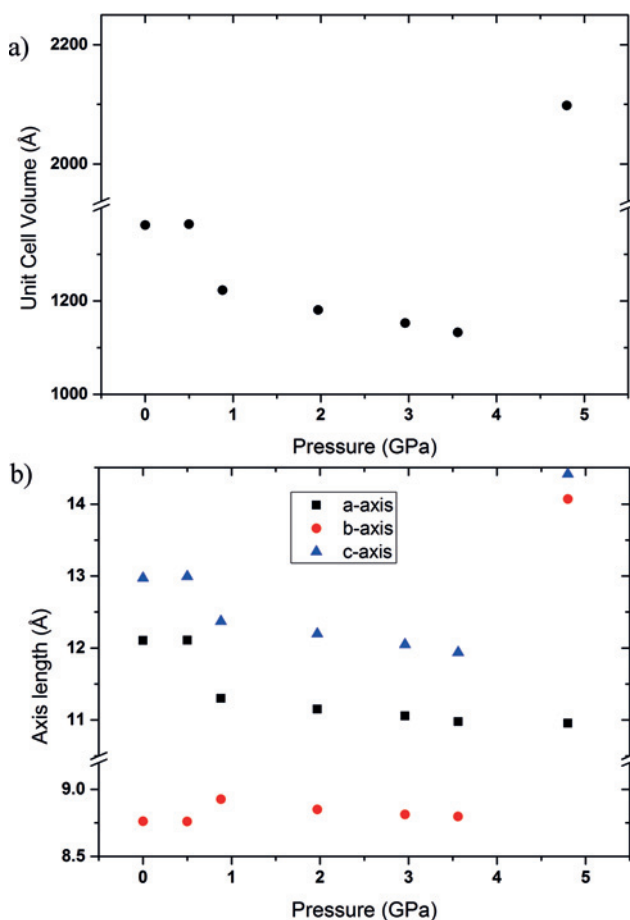 a)
2200
2000
1200
1000
Unit Cell Volume (Å)
0 1 2 3 4 5
Pressure (GPa)
b)
14
13
12
11
9.0
8.5
Axis length (Å)
a-axis
b-axis
c-axis
0 1 2 3 4 5
Pressure (GPa)